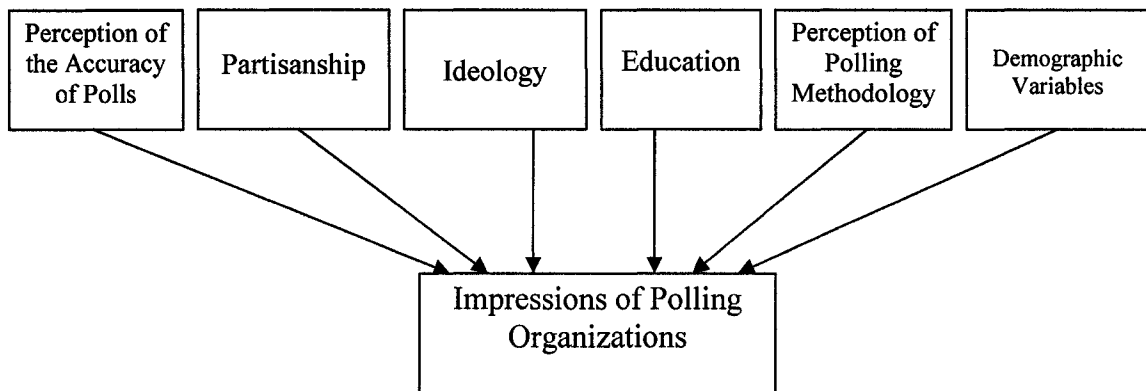 Perception of
the Accuracy
of Polls
Partisanship
Ideology
Education
Perception of
Polling
Methodology
Demographic
Variables
Impressions of Polling
Organizations